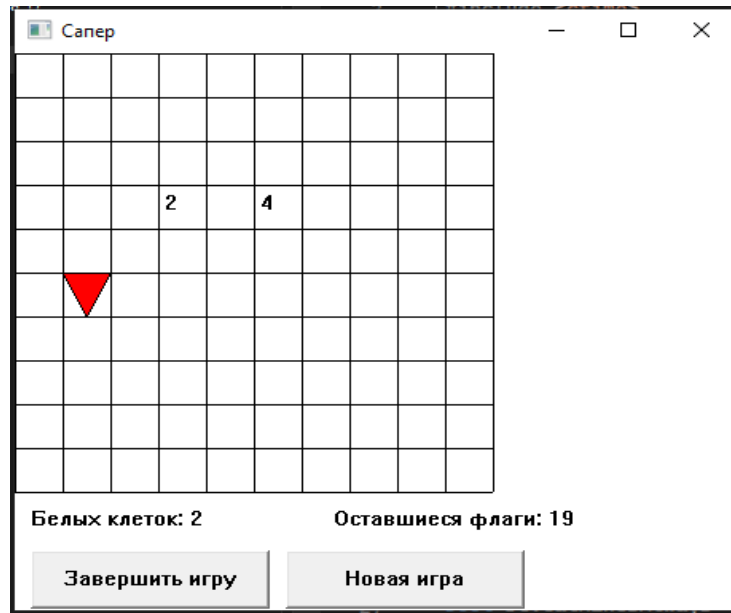 Сапер
2 4
Белых клеток: 2 Оставшиеся флаги: 19
Завершить игру Новая игра